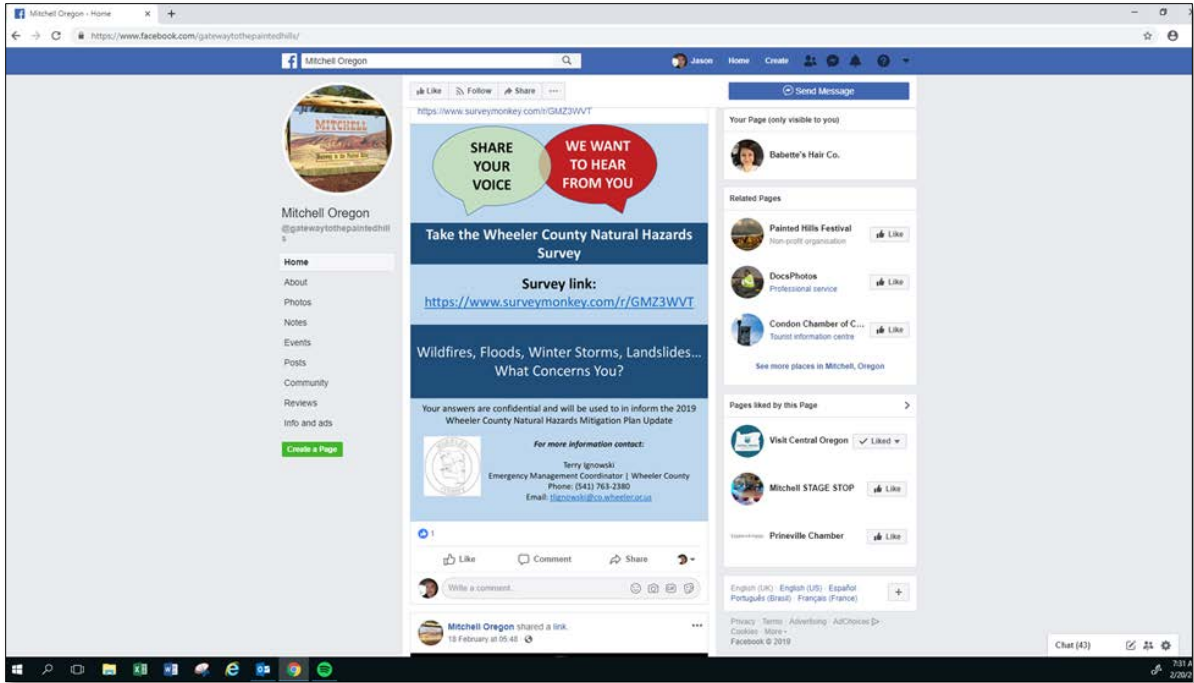 Mitchell Oregon - Home
https://www.facebook.com/gatewaytothepaintedhills/
Mitchell Oregon
Jason
Home
Create
MITCHELL
Mitchell Oregon
@gatewaytothepaintedhill
s
Home
About
Photos
Notes
Events
Posts
Community
Reviews
Info and ads
Create a Page
Like
Follow
Share
https://www.surveymonkey.com/r/GMZ3WVT
SHARE
YOUR
VOICE
WE WANT
TO HEAR
FROM YOU
Take the Wheeler County Natural Hazards
Survey
Survey link:
https://www.surveymonkey.com/r/GMZ3WVT
Wildfires, Floods, Winter Storms, Landslides...
What Concerns You?
Your answers are confidential and will be used to in inform the 2019
Wheeler County Natural Hazards Mitigation Plan Update
For more information contact:
Terry Ignowski
Emergency Management Coordinator | Wheeler County
Phone: (541) 763-2380
Email: tlignowski@co.wheeler.or.us
1
Like
Comment
Share
Write a comment...
Mitchell Oregon shared a link.
18 February at 05:48
Send Message
Your Page (only visible to you)
Babette's Hair Co.
Related Pages
Painted Hills Festival
Non-profit organisation
Like
DocsPhotos
Professional service
Like
Condon Chamber of C...
Tourist information centre
Like
See more places in Mitchell, Oregon
Pages liked by this Page
Visit Central Oregon
Liked
Mitchell STAGE STOP
Like
Prineville Chamber
Like
English (UK) · English (US) · Español
Português (Brasil) · Français (France)
Privacy · Terms · Advertising · AdChoices
Cookies · More
Facebook © 2019
Chat (43)
7:31 A
2/20/2